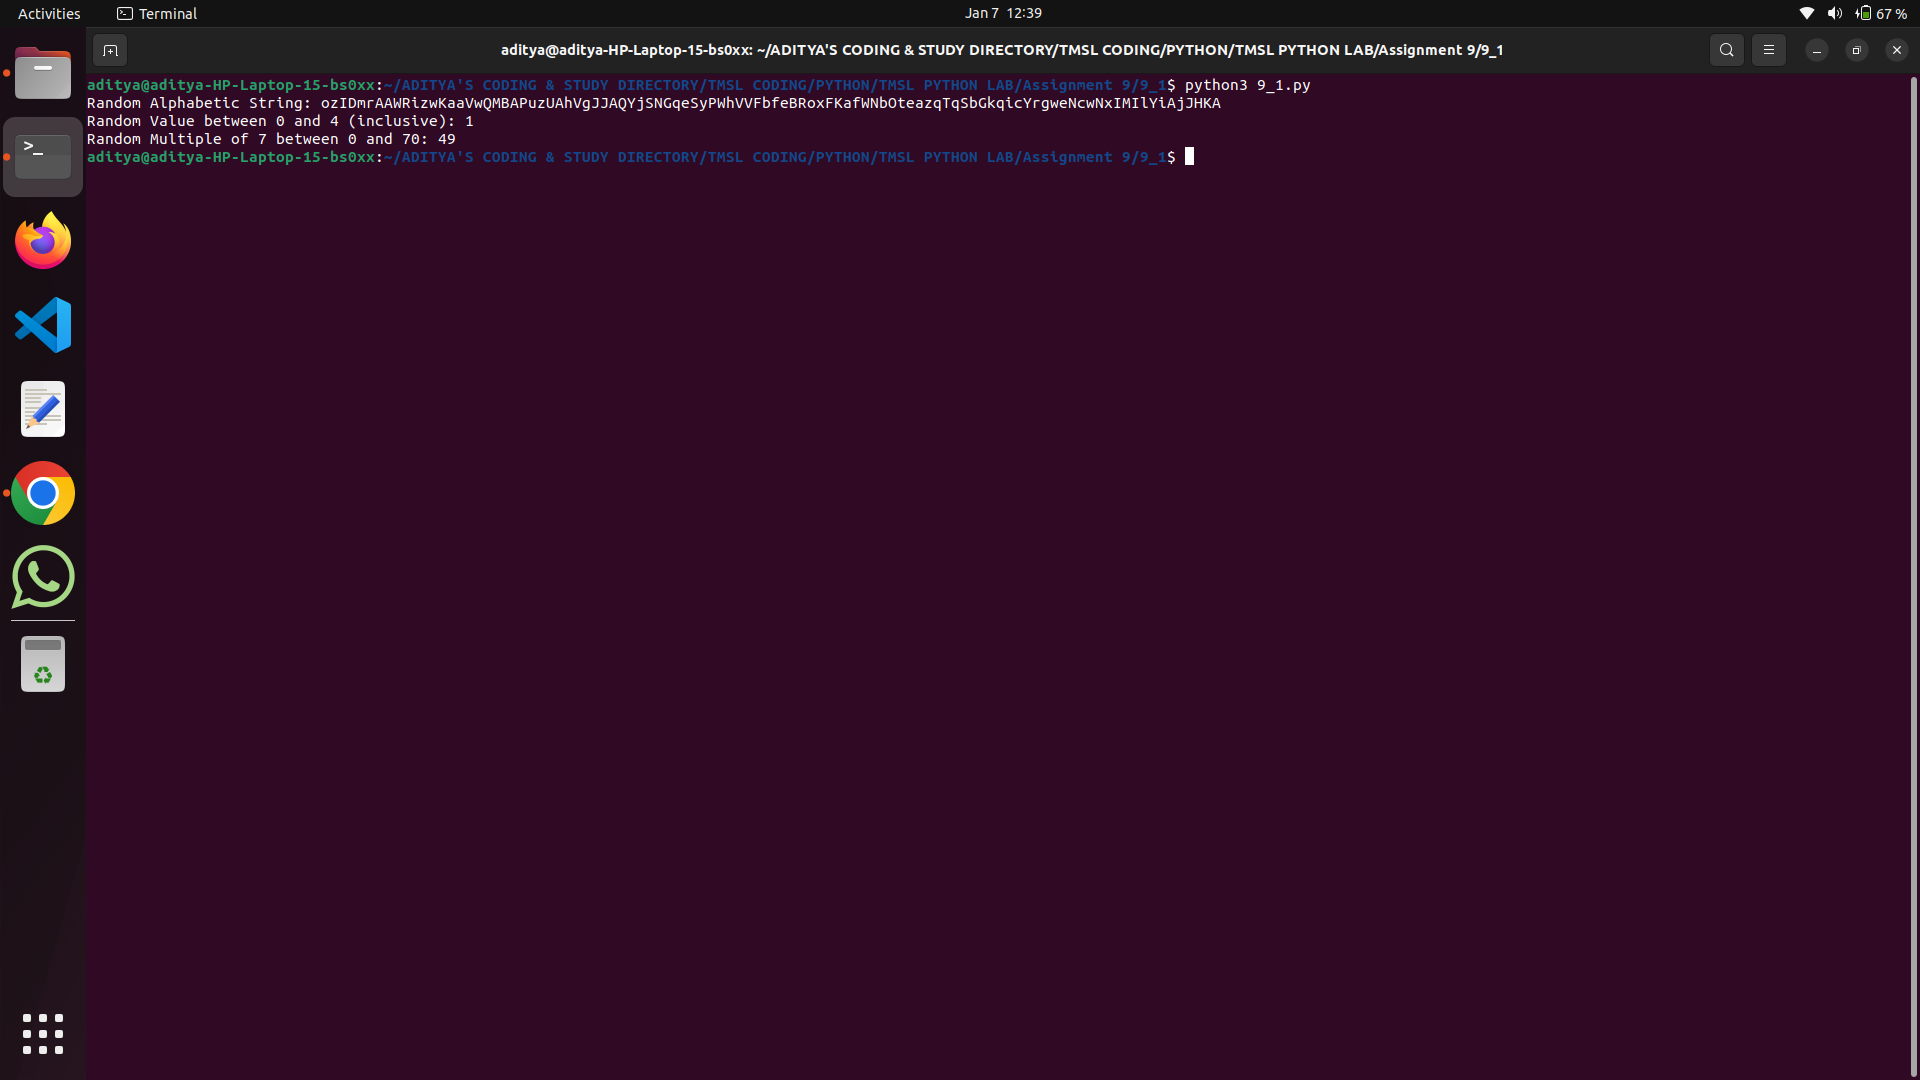 Activities Terminal Jan 7 12:39 67 %
aditya@aditya-HP-Laptop-15-bs0xx: ~/ADITYA'S CODING & STUDY DIRECTORY/TMSL CODING/PYTHON/TMSL PYTHON LAB/Assignment 9/9_1
aditya@aditya-HP-Laptop-15-bs0xx:~/ADITYA'S CODING & STUDY DIRECTORY/TMSL CODING/PYTHON/TMSL PYTHON LAB/Assignment 9/9_1$ python3 9_1.py
Random Alphabetic String: ozIDmrAAWRizwKaaVwQMBAPuzUAhVgJJAQYjSNGqeSyPWhVVFbfeBRoxFKafWNbOteazqTqSbGkqicYrgweNcwNxIMIlYiAjJHKA
Random Value between 0 and 4 (inclusive): 1
Random Multiple of 7 between 0 and 70: 49
aditya@aditya-HP-Laptop-15-bs0xx:~/ADITYA'S CODING & STUDY DIRECTORY/TMSL CODING/PYTHON/TMSL PYTHON LAB/Assignment 9/9_1$